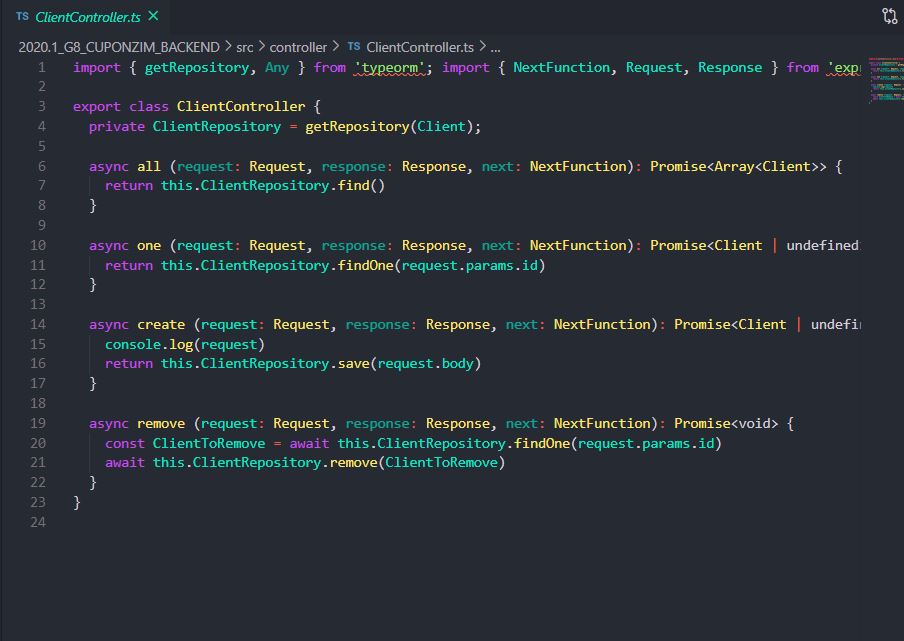 TS ClientController.ts ×
2020.1_G8_CUPONZIM_BACKEND > src > controller > TS ClientController.ts > ...
1 import { getRepository, Any } from 'typeorm'; import { NextFunction, Request, Response } from 'expr
2
3 export class ClientController {
4 private ClientRepository = getRepository(Client);
5
6 async all (request: Request, response: Response, next: NextFunction): Promise<Array<Client>> {
7 return this.ClientRepository.find()
8 }
9
10 async one (request: Request, response: Response, next: NextFunction): Promise<Client | undefined
11 return this.ClientRepository.findOne(request.params.id)
12 }
13
14 async create (request: Request, response: Response, next: NextFunction): Promise<Client | undefi
15 console.log(request)
16 return this.ClientRepository.save(request.body)
17 }
18
19 async remove (request: Request, response: Response, next: NextFunction): Promise<void> {
20 const ClientToRemove = await this.ClientRepository.findOne(request.params.id)
21 await this.ClientRepository.remove(ClientToRemove)
22 }
23 }
24